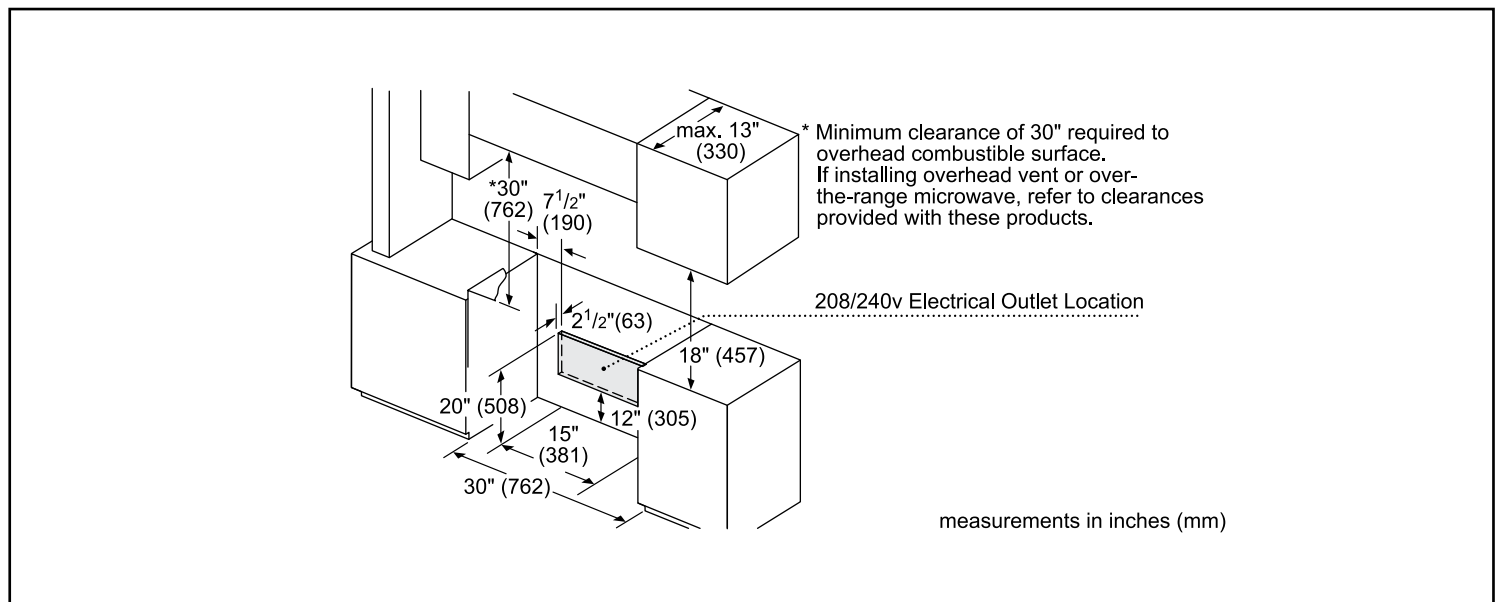 max. 13"
(330)
* Minimum clearance of 30" required to
overhead combustible surface.
If installing overhead vent or over-
the-range microwave, refer to clearances
provided with these products.
*30"
(762)
7 1/2"
(190)
208/240v Electrical Outlet Location
2 1/2"(63)
18" (457)
20" (508)
12" (305)
15"
(381)
30" (762)
measurements in inches (mm)